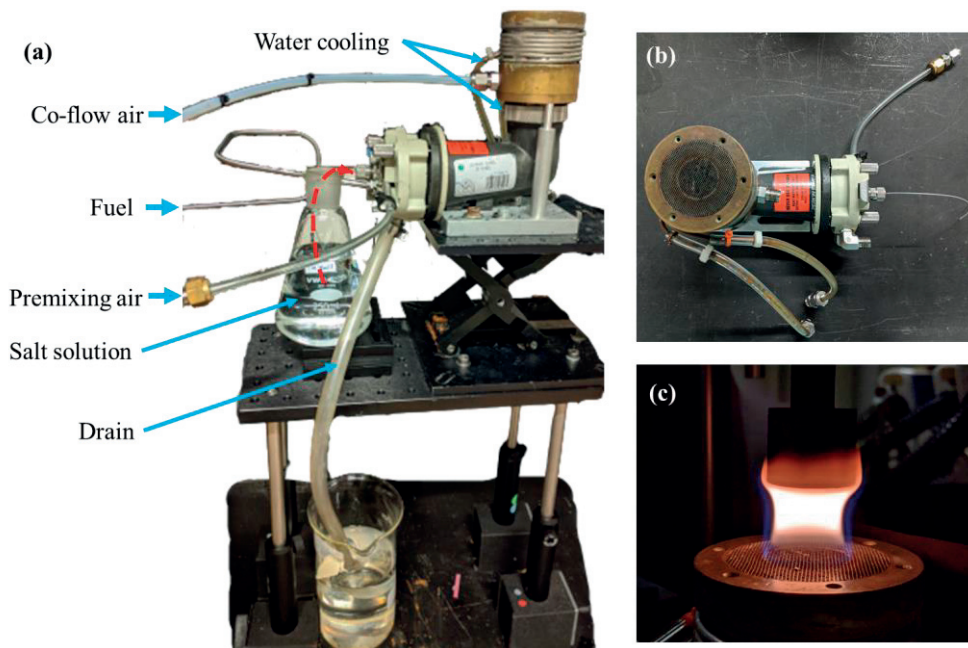 (a)
Water cooling
Co-flow air
Fuel
Premixing air
Salt solution
Drain
(b)
(c)